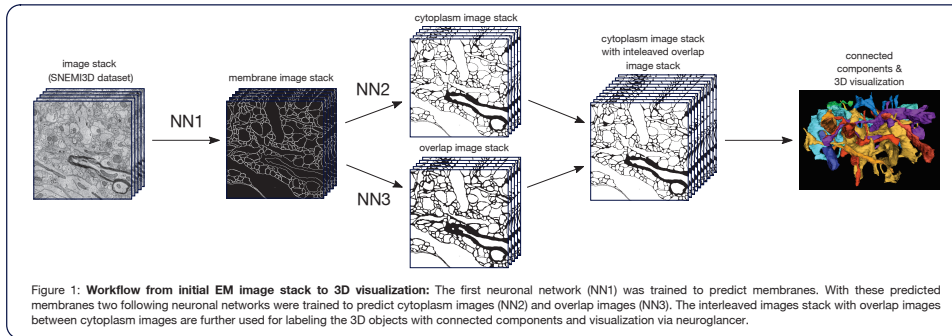 image stack
(SNEMI3D dataset)
NN1
membrane image stack
NN2
NN3
cytoplasm image stack
overlap image stack
cytoplasm image stack
with inteleaved overlap
image stack
connected
components &
3D visualization
Figure 1: Workflow from initial EM image stack to 3D visualization: The first neuronal network (NN1) was trained to predict membranes. With these predicted
membranes two following neuronal networks were trained to predict cytoplasm images (NN2) and overlap images (NN3). The interleaved images stack with overlap images
between cytoplasm images are further used for labeling the 3D objects with connected components and visualization via neuroglancer.